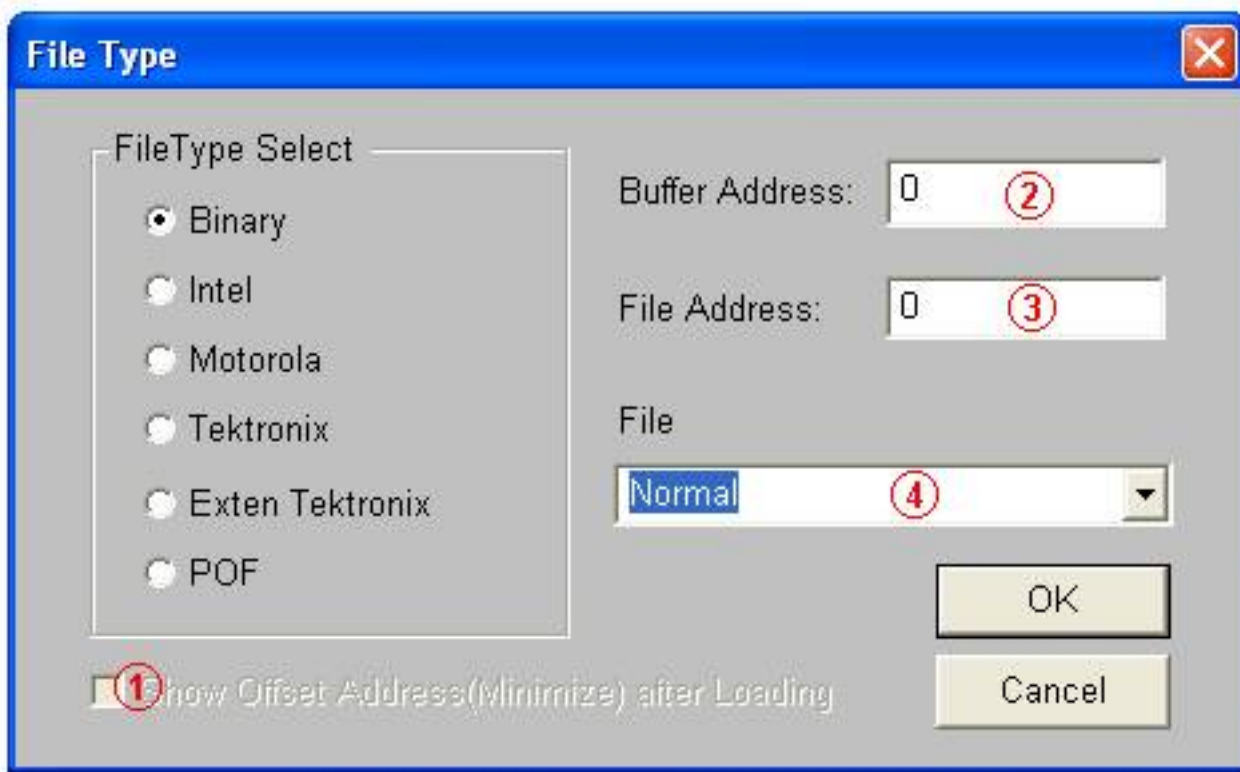 File Type
FileType Select
Binary
Intel
Motorola
Tektronix
Exten Tektronix
POF
Buffer Address: 0 ②
File Address: 0 ③
File
Normal ④
OK
Cancel
① Show Offset Address(Minimize) after Loading